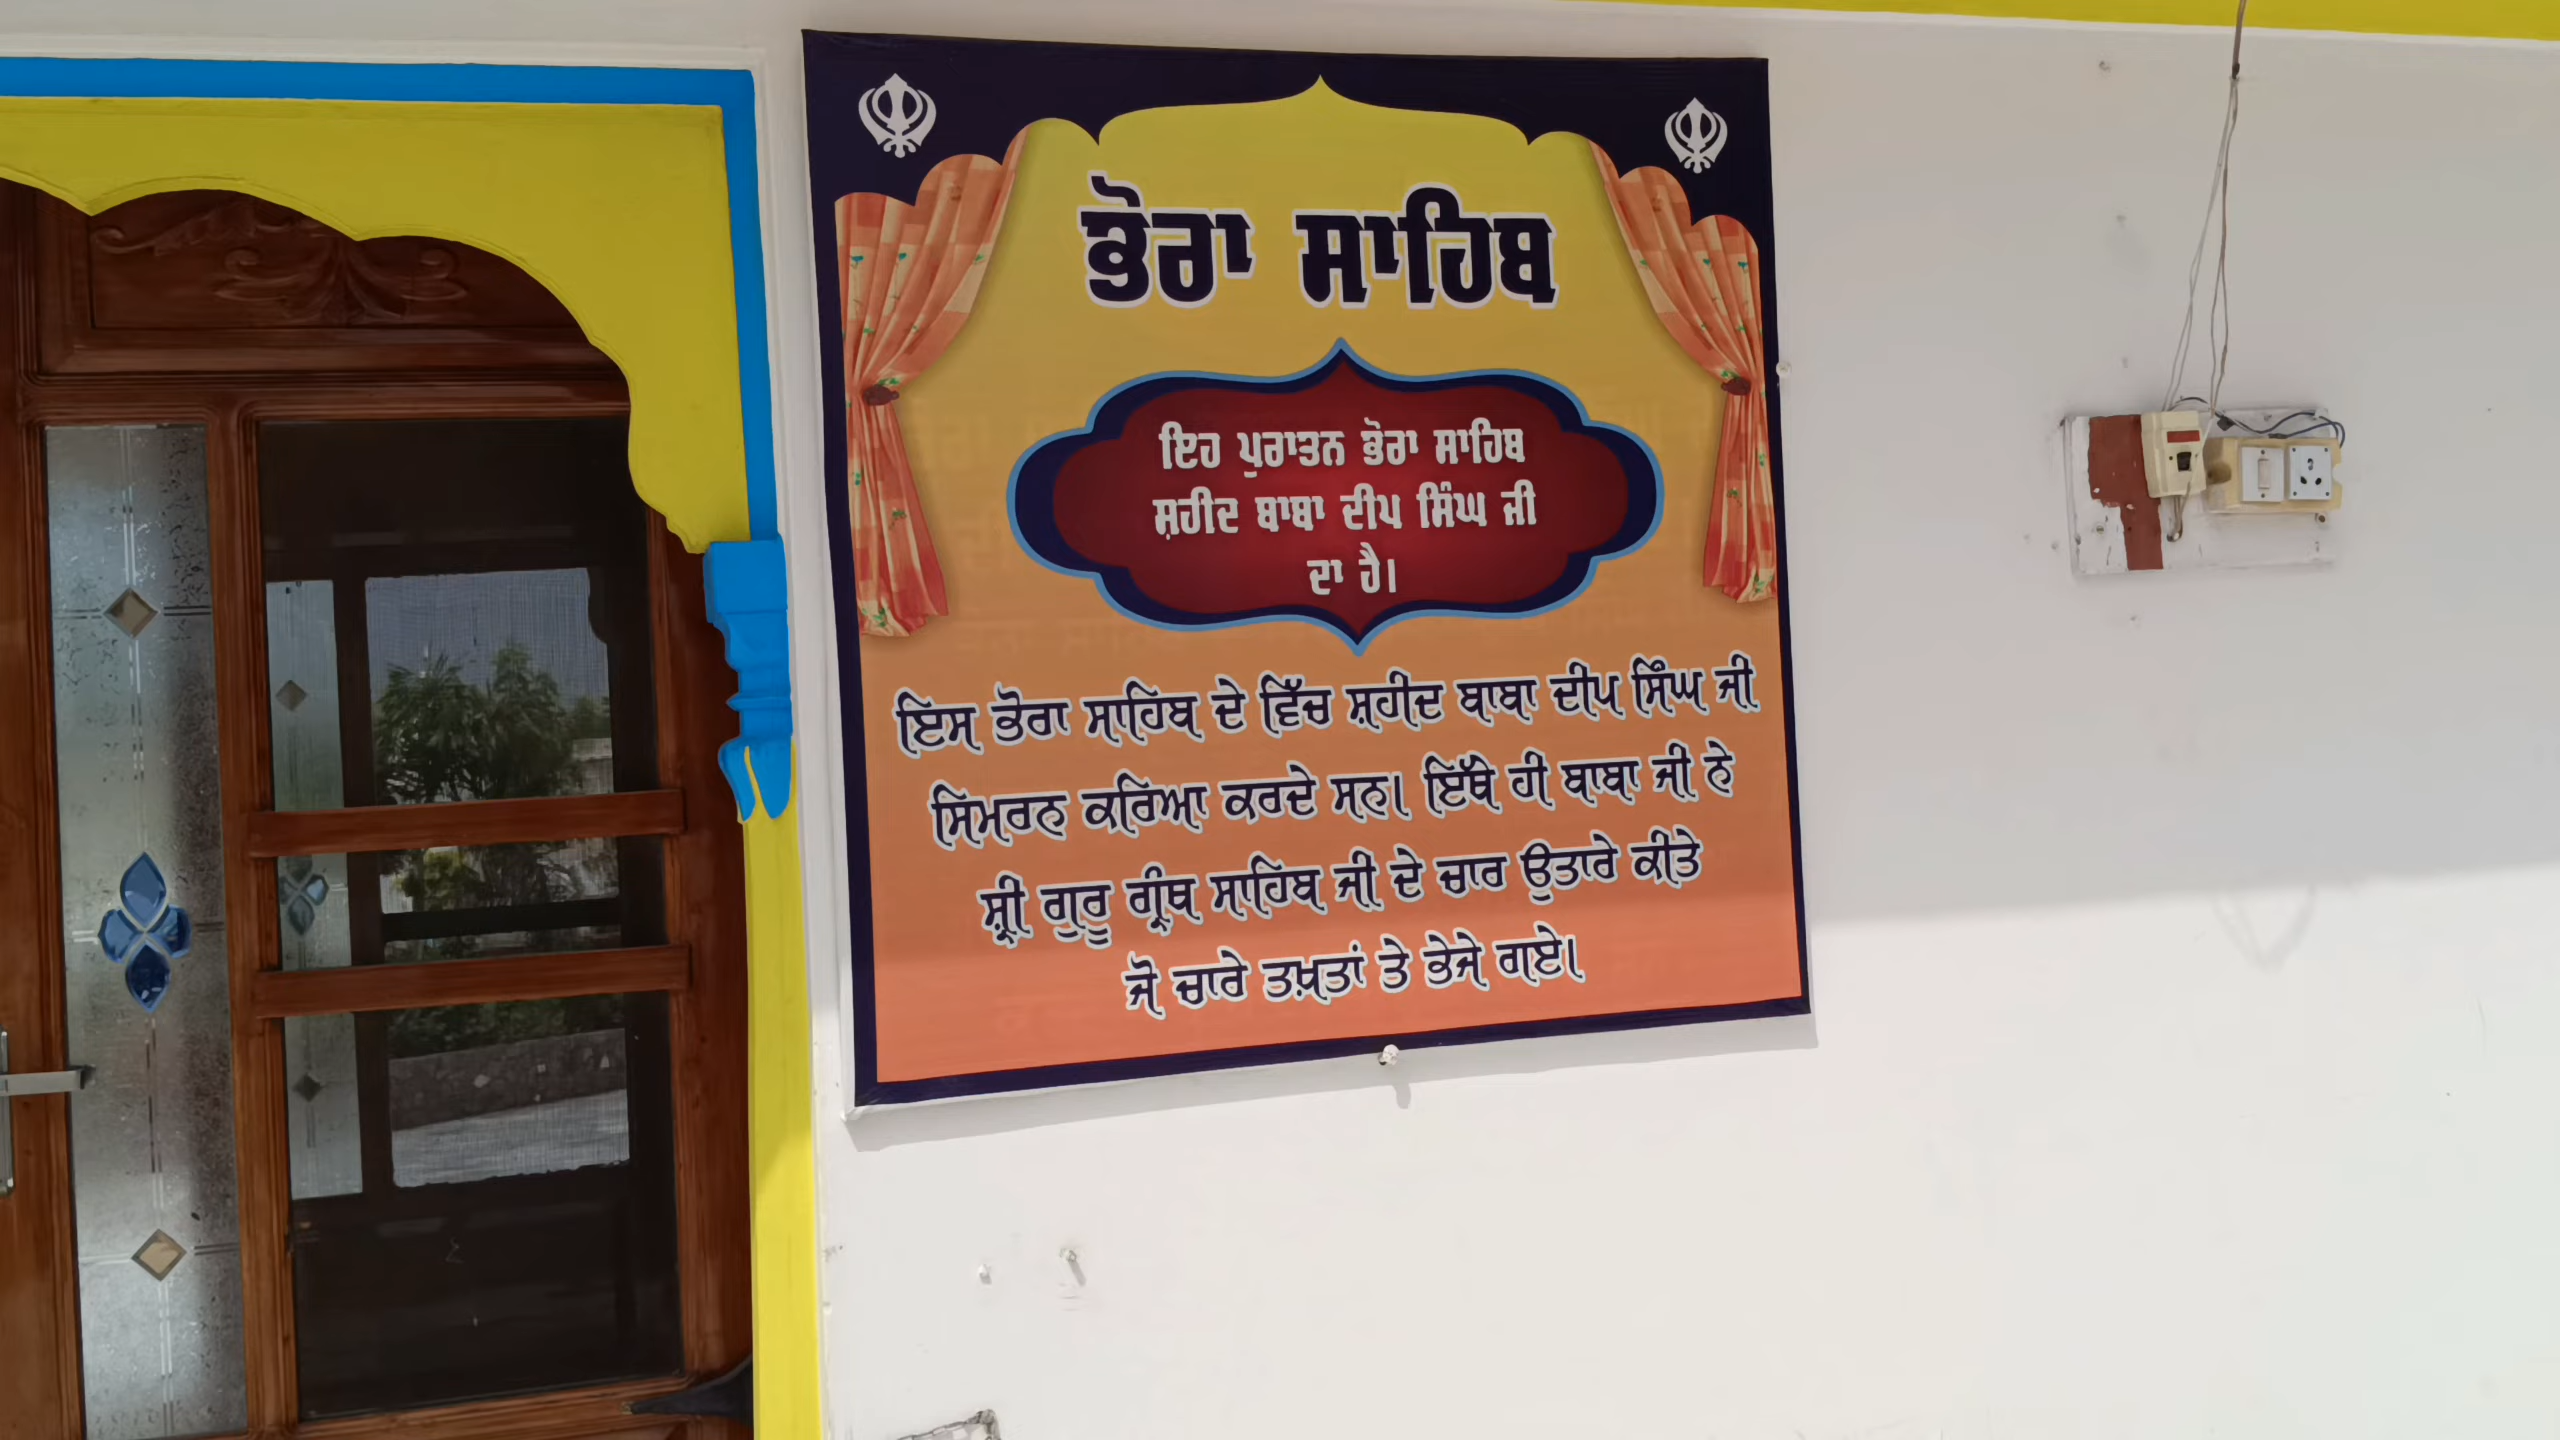 ਭੋਰਾ ਸਾਹਿਬ
ਇਹ ਪੁਰਾਤਨ ਭੋਰਾ ਸਾਹਿਬ
ਸ਼ਹੀਦ ਬਾਬਾ ਦੀਪ ਸਿੰਘ ਜੀ
ਦਾ ਹੈ।
ਇਸ ਭੋਰਾ ਸਾਹਿਬ ਦੇ ਵਿੱਚ ਸ਼ਹੀਦ ਬਾਬਾ ਦੀਪ ਸਿੰਘ ਜੀ
ਸਿਮਰਨ ਕਰਿਆ ਕਰਦੇ ਸਨ। ਇੱਥੇ ਹੀ ਬਾਬਾ ਜੀ ਨੇ
ਸ਼੍ਰੀ ਗੁਰੂ ਗ੍ਰੰਥ ਸਾਹਿਬ ਜੀ ਦੇ ਚਾਰ ਉਤਾਰੇ ਕੀਤੇ
ਜੋ ਚਾਰੇ ਤਖ਼ਤਾਂ ਤੇ ਭੇਜੇ ਗਏ।